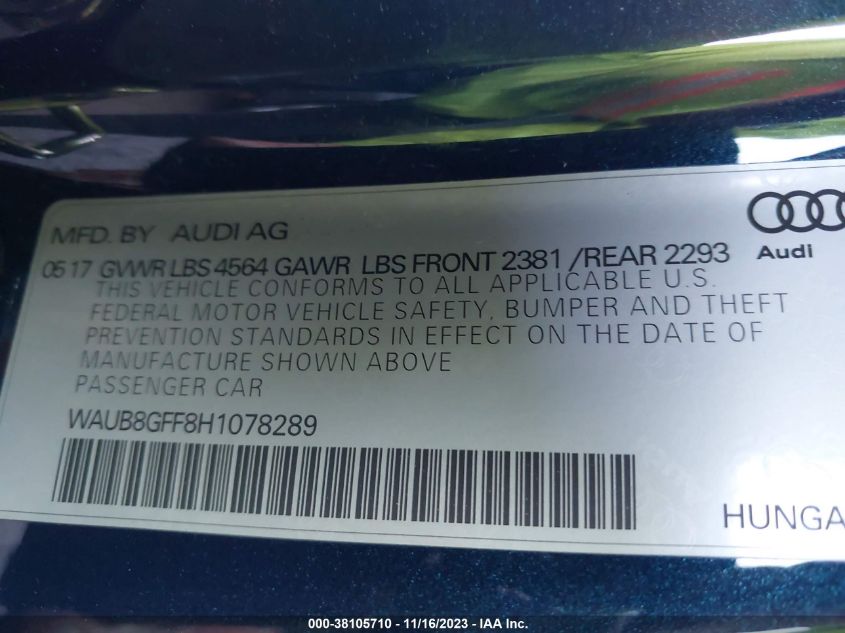 MFD. BY AUDI AG
05 17 GVWR LBS 4564 GAWR LBS FRONT 2381 / REAR 2293
Audi
THIS VEHICLE CONFORMS TO ALL APPLICABLE U.S.
FEDERAL MOTOR VEHICLE SAFETY, BUMPER AND THEFT
PREVENTION STANDARDS IN EFFECT ON THE DATE OF
MANUFACTURE SHOWN ABOVE
PASSENGER CAR
WAUB8GFF8H1078289
HUNGA
000-38105710 - 11/16/2023 - IAA Inc.